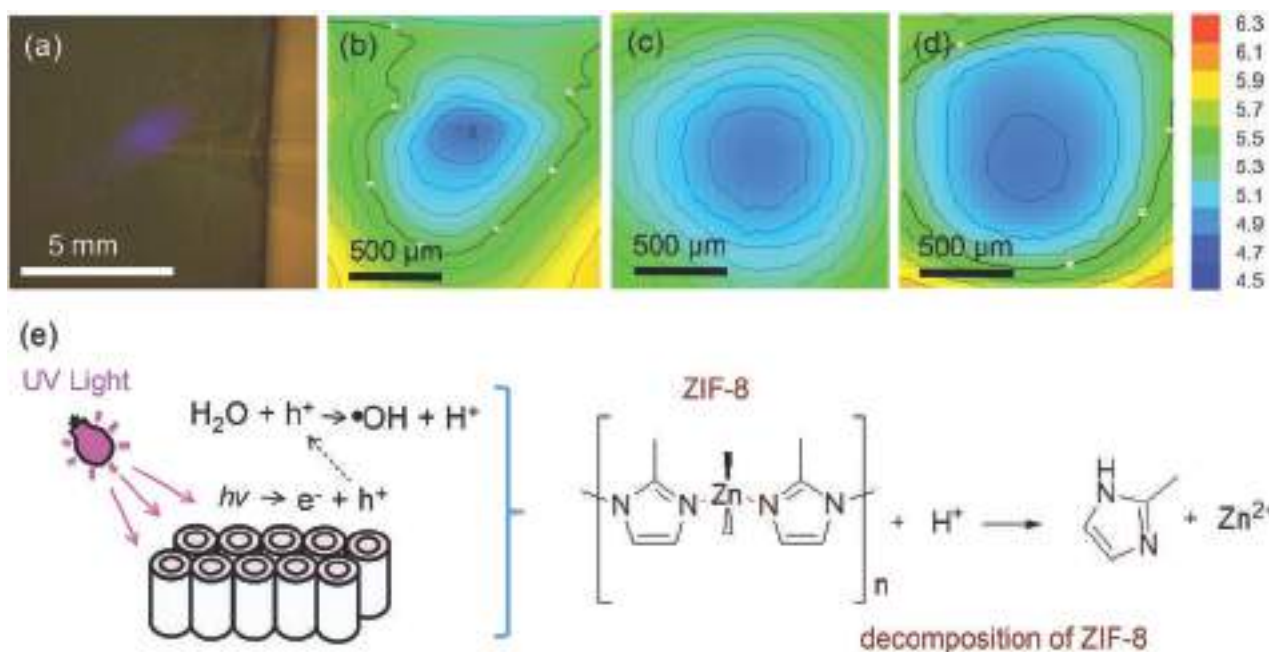 (a)
5 mm
(b)
500 µm
(c)
500 µm
(d)
500 µm
6.3
6.1
5.9
5.7
5.5
5.3
5.1
4.9
4.7
4.5
(e)
UV Light
H₂O + h⁺ → •OH + H⁺
hν → e⁻ + h⁺
ZIF-8
N N Zn N N
n
+ H⁺
H
N
N
+ Zn²⁺
decomposition of ZIF-8